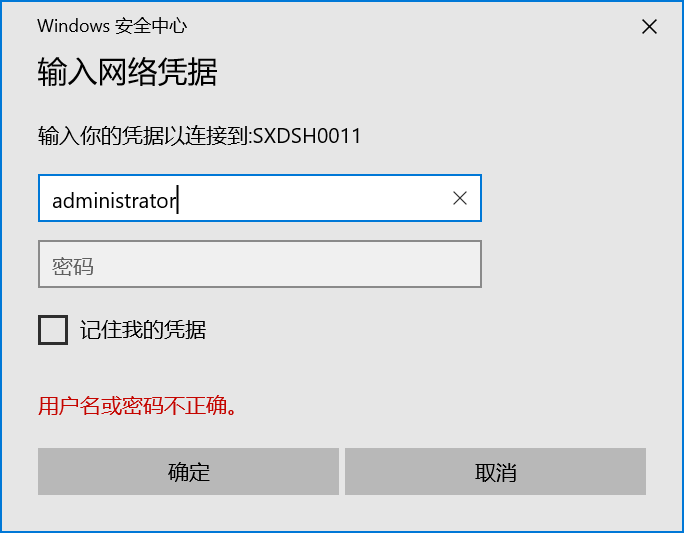 Windows 安全中心
输入网络凭据
输入你的凭据以连接到:SXDSH0011
administrator
密码
记住我的凭据
用户名或密码不正确。
确定
取消